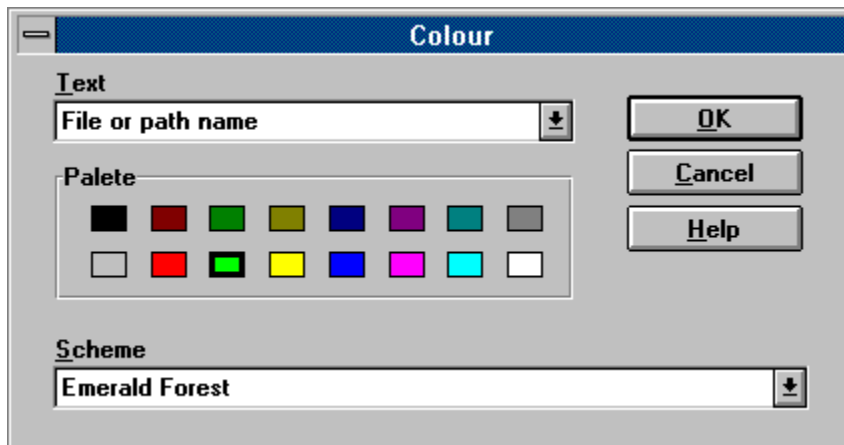 Colour
Text
File or path name
OK
Palete
Cancel
Help
Scheme
Emerald Forest